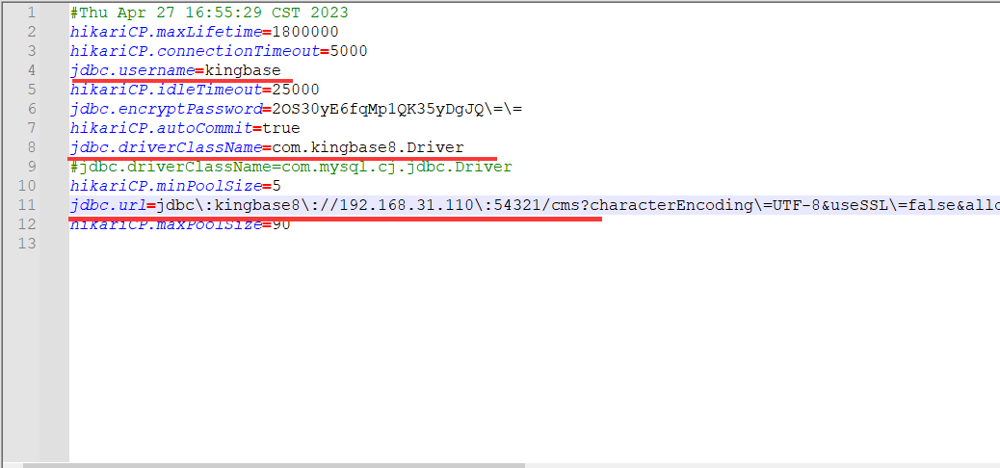 1 #Thu Apr 27 16:55:29 CST 2023
2 hikariCP.maxLifetime=1800000
3 hikariCP.connectionTimeout=5000
4 jdbc.username=kingbase
5 hikariCP.idleTimeout=25000
6 jdbc.encryptPassword=2OS30yE6fqMp1QK35yDgJQ\=\=
7 hikariCP.autoCommit=true
8 jdbc.driverClassName=com.kingbase8.Driver
9 #jdbc.driverClassName=com.mysql.cj.jdbc.Driver
10 hikariCP.minPoolSize=5
11 jdbc.url=jdbc\:kingbase8\://192.168.31.110\:54321/cms?characterEncoding\=UTF-8&useSSL\=false&allo
12 hikariCP.maxPoolSize=90
13